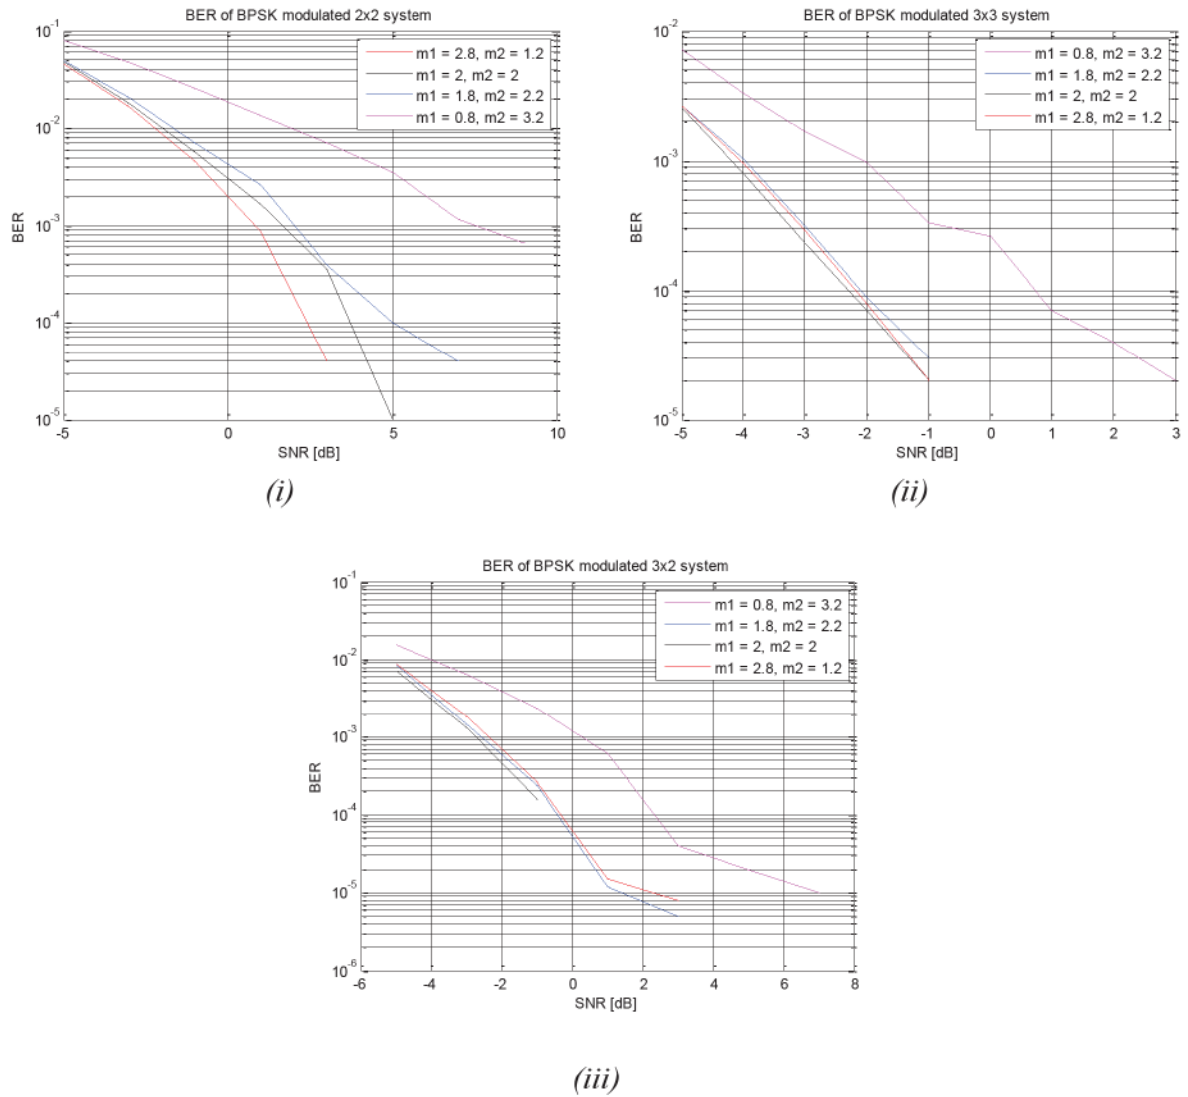 BER of BPSK modulated 2x2 system
10^-1
10^-2
10^-3
10^-4
10^-5
BER
m1 = 2.8, m2 = 1.2
m1 = 2, m2 = 2
m1 = 1.8, m2 = 2.2
m1 = 0.8, m2 = 3.2
-5 0 5 10
SNR [dB]
(i)
BER of BPSK modulated 3x3 system
10^-2
10^-3
10^-4
10^-5
BER
m1 = 0.8, m2 = 3.2
m1 = 1.8, m2 = 2.2
m1 = 2, m2 = 2
m1 = 2.8, m2 = 1.2
-5 -4 -3 -2 -1 0 1 2 3
SNR [dB]
(ii)
BER of BPSK modulated 3x2 system
10^-1
10^-2
10^-3
10^-4
10^-5
10^-6
BER
m1 = 0.8, m2 = 3.2
m1 = 1.8, m2 = 2.2
m1 = 2, m2 = 2
m1 = 2.8, m2 = 1.2
-6 -4 -2 0 2 4 6 8
SNR [dB]
(iii)